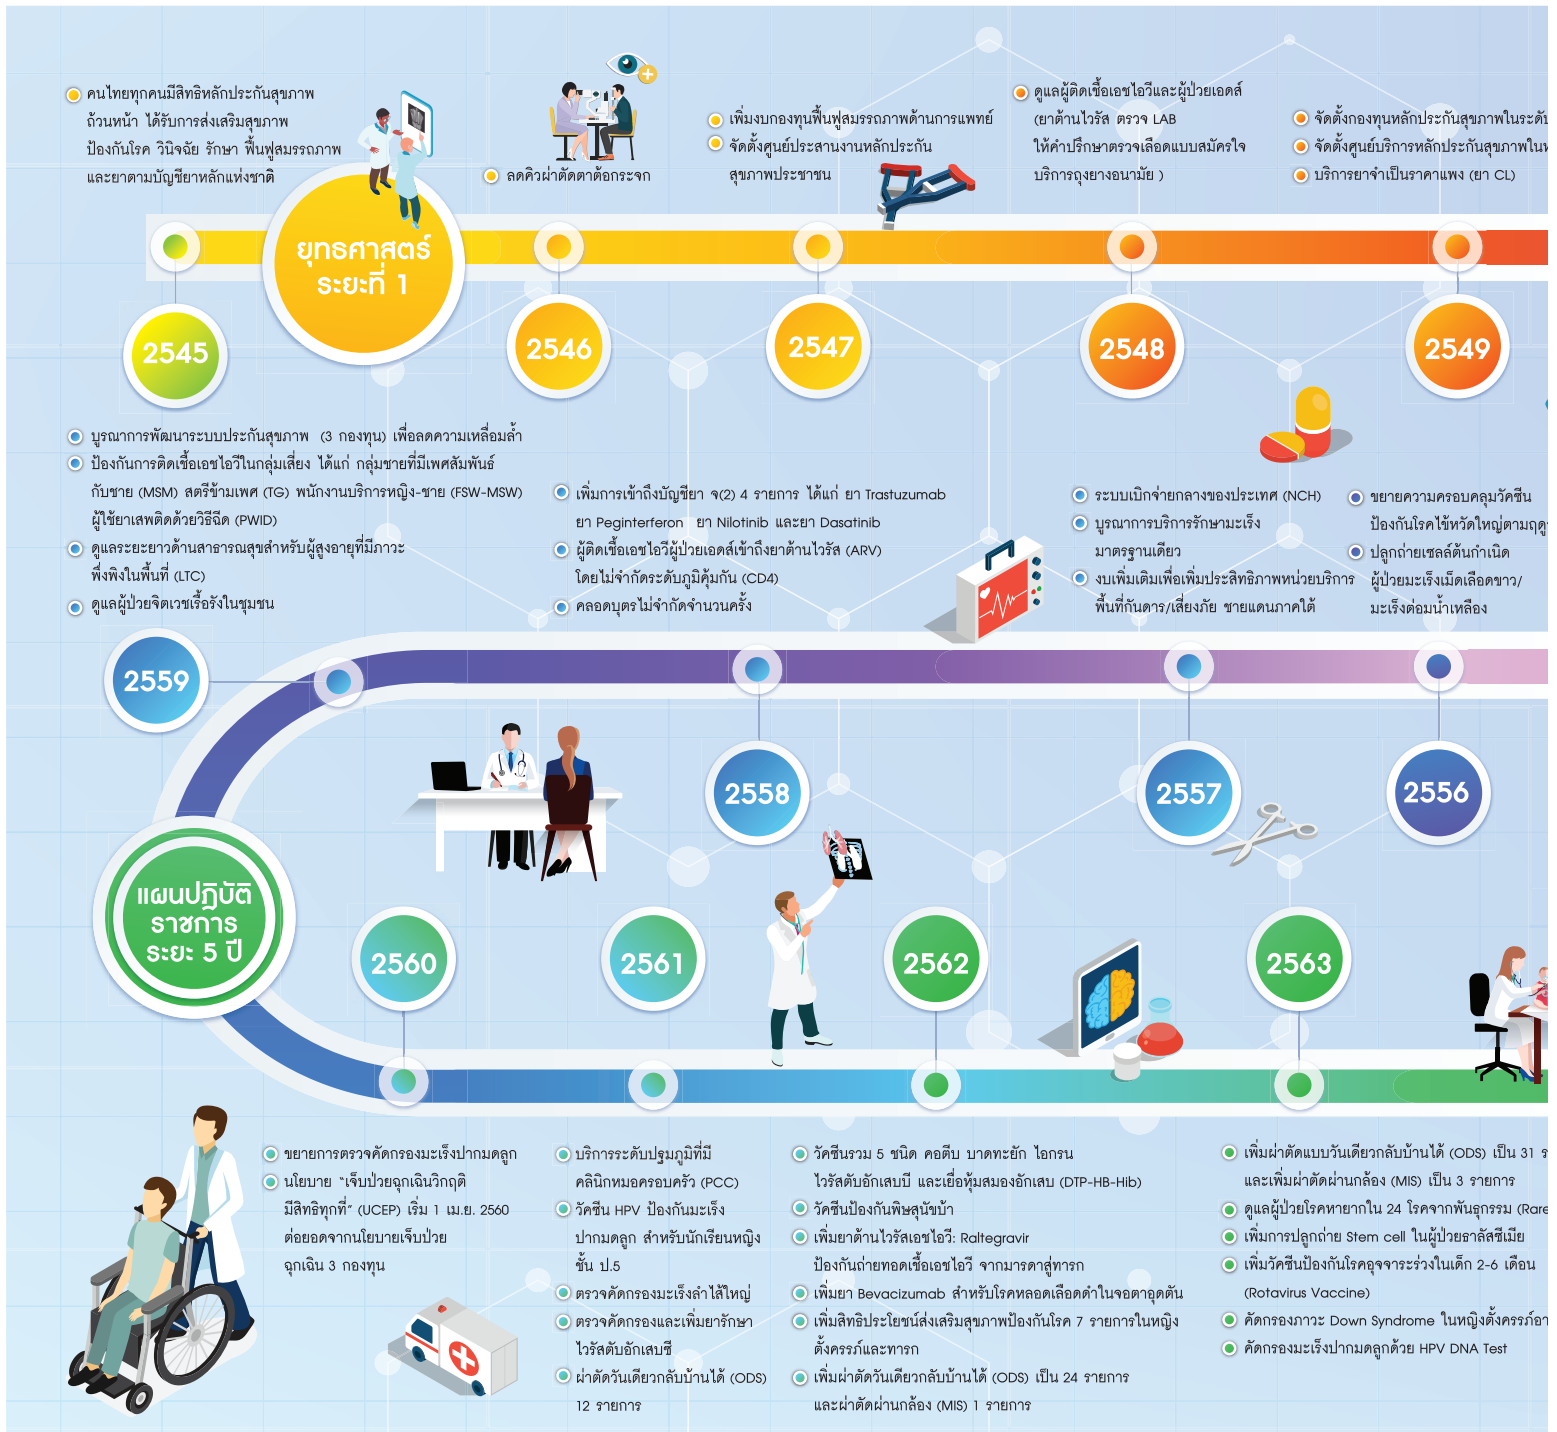 คนไทยทุกคนมีสิทธิหลักประกันสุขภาพ
ถ้วนหน้า ได้รับการส่งเสริมสุขภาพ
ป้องกันโรค วินิจฉัย รักษา ฟื้นฟูสมรรถภาพ
และยาตามบัญชียาหลักแห่งชาติ
ลดคิวผ่าตัดตาต้อกระจก
เพิ่มงบกองทุนฟื้นฟูสมรรถภาพด้านการแพทย์
จัดตั้งศูนย์ประสานงานหลักประกัน
สุขภาพประชาชน
ดูแลผู้ติดเชื้อเอชไอวีและผู้ป่วยเอดส์
(ยาต้านไวรัส ตรวจ LAB
ให้คำปรึกษาตรวจเลือดแบบสมัครใจ
บริการถุงยางอนามัย )
จัดตั้งกองทุนหลักประกันสุขภาพในระดับ
จัดตั้งศูนย์บริการหลักประกันสุขภาพใน
บริการยาจำเป็นราคาแพง (ยา CL)
ยุทธศาสตร์
ระยะที่ 1
2545
2546
2547
2548
2549
บูรณาการพัฒนาระบบประกันสุขภาพ (3 กองทุน) เพื่อลดความเหลื่อมล้ำ
ป้องกันการติดเชื้อเอชไอวีในกลุ่มเสี่ยง ได้แก่ กลุ่มชายที่มีเพศสัมพันธ์
กับชาย (MSM) สตรีข้ามเพศ (TG) พนักงานบริการหญิง-ชาย (FSW-MSW)
ผู้ใช้ยาเสพติดด้วยวิธีฉีด (PWID)
ดูแลระยะยาวด้านสาธารณสุขสำหรับผู้สูงอายุที่มีภาวะ
พึ่งพิงในพื้นที่ (LTC)
ดูแลผู้ป่วยจิตเวชเรื้อรังในชุมชน
เพิ่มการเข้าถึงบัญชียา จ(2) 4 รายการ ได้แก่ ยา Trastuzumab
ยา Peginterferon ยา Nilotinib และยา Dasatinib
ผู้ติดเชื้อเอชไอวีผู้ป่วยเอดส์เข้าถึงยาต้านไวรัส (ARV)
โดยไม่จำกัดระดับภูมิคุ้มกัน (CD4)
คลอดบุตรไม่จำกัดจำนวนครั้ง
ระบบเบิกจ่ายกลางของประเทศ (NCH)
บูรณาการบริการรักษามะเร็ง
มาตรฐานเดียว
งบเพิ่มเติมเพื่อเพิ่มประสิทธิภาพหน่วยบริการ
พื้นที่กันดาร/เสี่ยงภัย ชายแดนภาคใต้
ขยายความครอบคลุมวัคซีน
ป้องกันโรคไข้หวัดใหญ่ตามฤดู
ปลูกถ่ายเซลล์ต้นกำเนิด
ผู้ป่วยมะเร็งเม็ดเลือดขาว/
มะเร็งต่อมน้ำเหลือง
2559
2558
2557
2556
แผนปฏิบัติ
ราชการ
ระยะ 5 ปี
2560
2561
2562
2563
ขยายการตรวจคัดกรองมะเร็งปากมดลูก
นโยบาย “เจ็บป่วยฉุกเฉินวิกฤติ
มีสิทธิทุกที่” (UCEP) เริ่ม 1 เม.ย. 2560
ต่อยอดจากนโยบายเจ็บป่วย
ฉุกเฉิน 3 กองทุน
บริการระดับปฐมภูมิที่มี
คลินิกหมอครอบครัว (PCC)
วัคซีน HPV ป้องกันมะเร็ง
ปากมดลูก สำหรับนักเรียนหญิง
ชั้น ป.5
ตรวจคัดกรองมะเร็งลำไส้ใหญ่
ตรวจคัดกรองและเพิ่มยารักษา
ไวรัสตับอักเสบซี
ผ่าตัดวันเดียวกลับบ้านได้ (ODS)
12 รายการ
วัคซีนรวม 5 ชนิด คอตีบ บาดทะยัก ไอกรน
ไวรัสตับอักเสบบี และเยื่อหุ้มสมองอักเสบ (DTP-HB-Hib)
วัคซีนป้องกันพิษสุนัขบ้า
เพิ่มยาต้านไวรัสเอชไอวี: Raltegravir
ป้องกันถ่ายทอดเชื้อเอชไอวี จากมารดาสู่ทารก
เพิ่มยา Bevacizumab สำหรับโรคหลอดเลือดดำในจอตาอุดตัน
เพิ่มสิทธิประโยชน์ส่งเสริมสุขภาพป้องกันโรค 7 รายการในหญิง
ตั้งครรภ์และทารก
เพิ่มผ่าตัดวันเดียวกลับบ้านได้ (ODS) เป็น 24 รายการ
และผ่าตัดผ่านกล้อง (MIS) 1 รายการ
เพิ่มผ่าตัดแบบวันเดียวกลับบ้านได้ (ODS) เป็น 31
และเพิ่มผ่าตัดผ่านกล้อง (MIS) เป็น 3 รายการ
ดูแลผู้ป่วยโรคหายากใน 24 โรคจากพันธุกรรม (Rare
เพิ่มการปลูกถ่าย Stem cell ในผู้ป่วยธาลัสซีเมีย
เพิ่มวัคซีนป้องกันโรคอุจจาระร่วงในเด็ก 2-6 เดือน
(Rotavirus Vaccine)
คัดกรองภาวะ Down Syndrome ในหญิงตั้งครรภ์
คัดกรองมะเร็งปากมดลูกด้วย HPV DNA Test